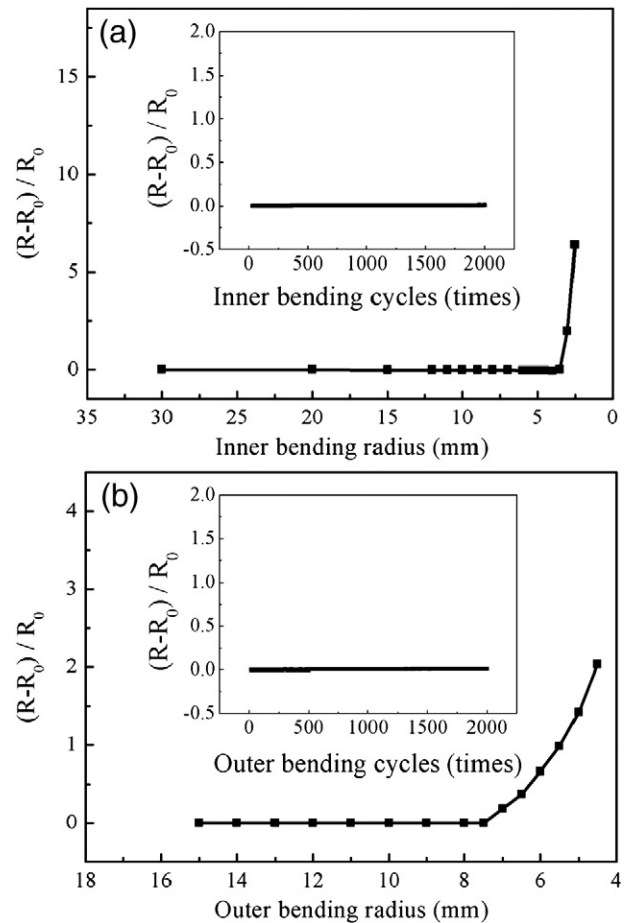 (a)
(R-R0) / R0
15
10
5
0
35 30 25 20 15 10 5 0
Inner bending radius (mm)
(R-R0) / R0
2.0
1.5
1.0
0.5
0.0
-0.5
0 500 1000 1500 2000
Inner bending cycles (times)
(b)
(R-R0) / R0
4
3
2
1
0
18 16 14 12 10 8 6 4
Outer bending radius (mm)
(R-R0) / R0
2.0
1.5
1.0
0.5
0.0
-0.5
0 500 1000 1500 2000
Outer bending cycles (times)